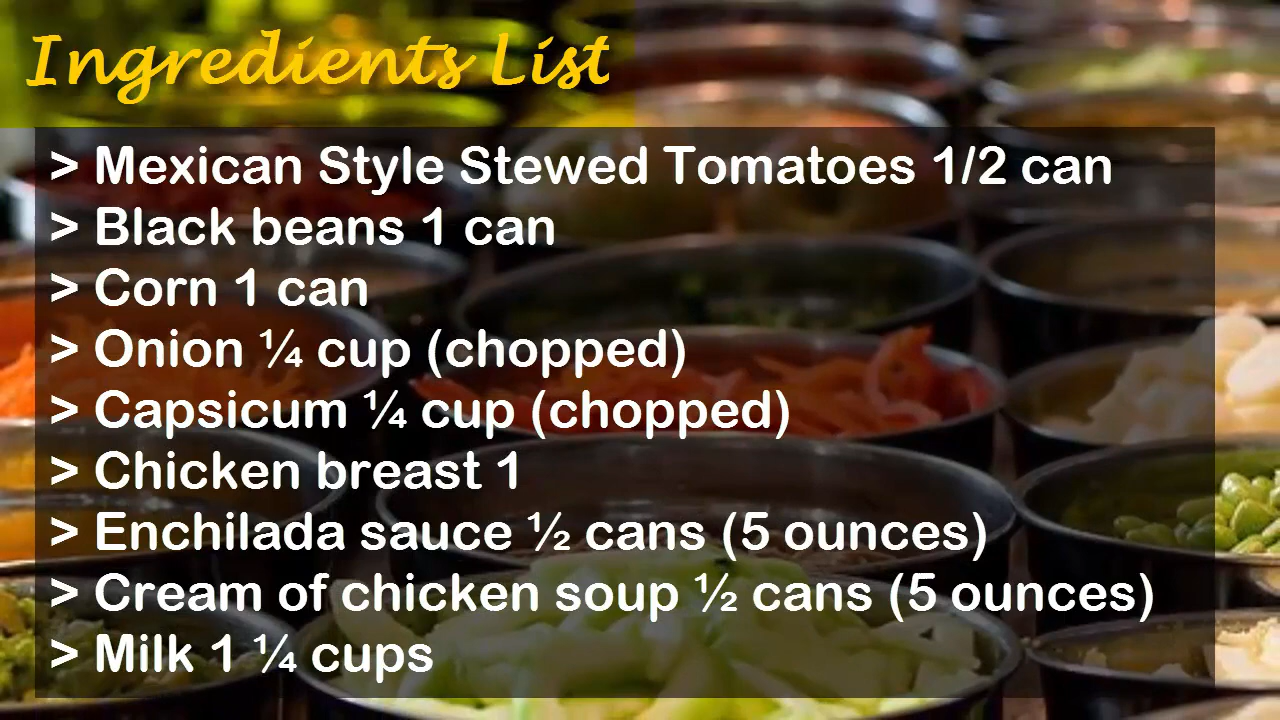 Ingredients List
> Mexican Style Stewed Tomatoes 1/2 can
> Black beans 1 can
> Corn 1 can
> Onion ¼ cup (chopped)
> Capsicum ¼ cup (chopped)
> Chicken breast 1
> Enchilada sauce ½ cans (5 ounces)
> Cream of chicken soup ½ cans (5 ounces)
> Milk 1 ¼ cups